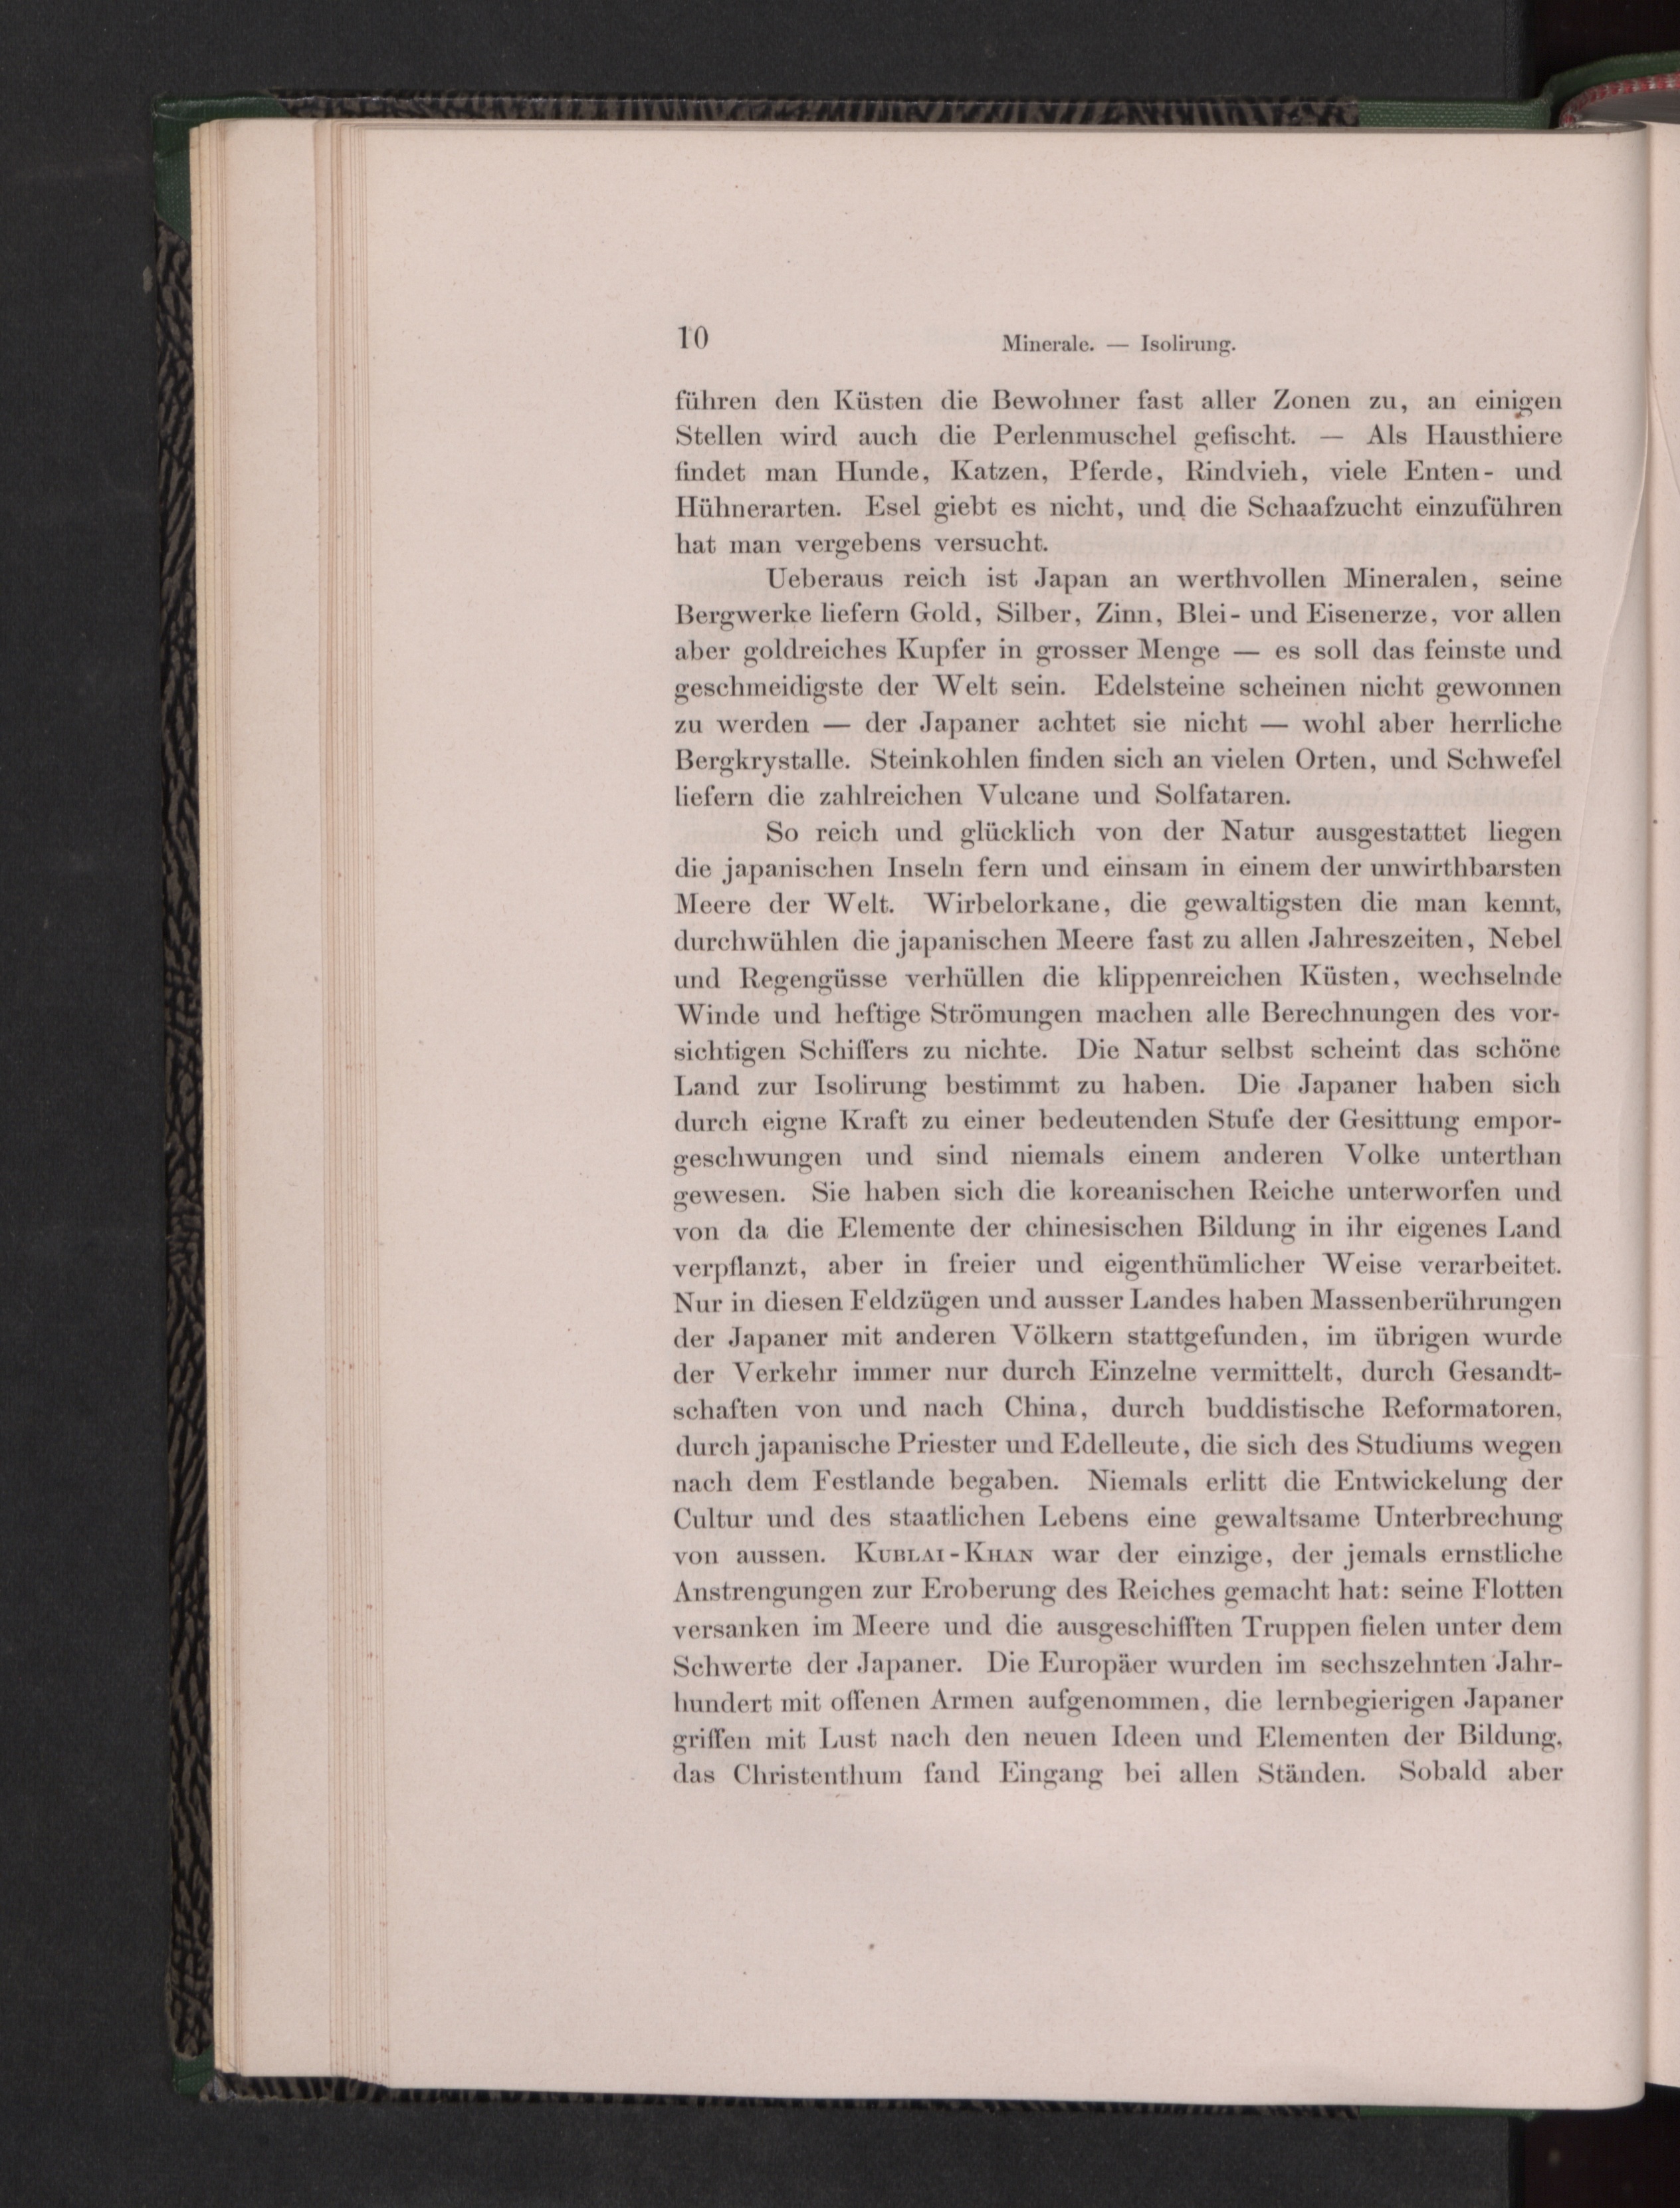 10
Minerale. — Isolirung.
führen den Küsten die Bewohner fast aller Zonen zu, an einigen
Stellen wird auch die Perlenmuschel gefischt. — Als Hausthiere
findet man Hunde, Katzen, Pferde, Rindvieh, viele Enten- und
Hühnerarten. Esel giebt es nicht, und die Schaafzucht einzuführen
hat man vergebens versucht.
Ueberaus reich ist Japan an werthvollen Mineralen, seine
Bergwerke liefern Gold, Silber, Zinn, Blei- und Eisenerze, vor allen
aber goldreiches Kupfer in grosser Menge — es soll das feinste und
geschmeidigste der Welt sein. Edelsteine scheinen nicht gewonnen
zu werden — der Japaner achtet sie nicht — wohl aber herrliche
Bergkrystalle. Steinkohlen finden sich an vielen Orten, und Schwefel
liefern die zahlreichen Vulcane und Solfataren.
So reich und glücklich von der Natur ausgestattet liegen
die japanischen Inseln fern und einsam in einem der unwirthbarsten
Meere der Welt. Wirbelorkane, die gewaltigsten die man kennt,
durchwühlen die japanischen Meere fast zu allen Jahreszeiten, Nebel
und Regengüsse verhüllen die klippenreichen Küsten, wechselnde
Winde und heftige Strömungen machen alle Berechnungen des vor-
sichtigen Schiffers zu nichte. Die Natur selbst scheint das schöne
Land zur Isolirung bestimmt zu haben. Die Japaner haben sich
durch eigne Kraft zu einer bedeutenden Stufe der Gesittung empor-
geschwungen und sind niemals einem anderen Volke unterthan
gewesen. Sie haben sich die koreanischen Reiche unterworfen und
von da die Elemente der chinesischen Bildung in ihr eigenes Land
verpflanzt, aber in freier und eigenthümlicher Weise verarbeitet.
Nur in diesen Feldzügen und ausser Landes haben Massenberührungen
der Japaner mit anderen Völkern stattgefunden, im übrigen wurde
der Verkehr immer nur durch Einzelne vermittelt, durch Gesandt-
schaften von und nach China, durch buddistische Reformatoren,
durch japanische Priester und Edelleute, die sich des Studiums wegen
nach dem Festlande begaben. Niemals erlitt die Entwickelung der
Cultur und des staatlichen Lebens eine gewaltsame Unterbrechung
von aussen. Kublai-Khan war der einzige, der jemals ernstliche
Anstrengungen zur Eroberung des Reiches gemacht hat: seine Flotten
versanken im Meere und die ausgeschifften Truppen fielen unter dem
Schwerte der Japaner. Die Europäer wurden im sechszehnten Jahr-
hundert mit offenen Armen aufgenommen, die lernbegierigen Japaner
griffen mit Lust nach den neuen Ideen und Elementen der Bildung,
das Christenthum fand Eingang bei allen Ständen. Sobald aber